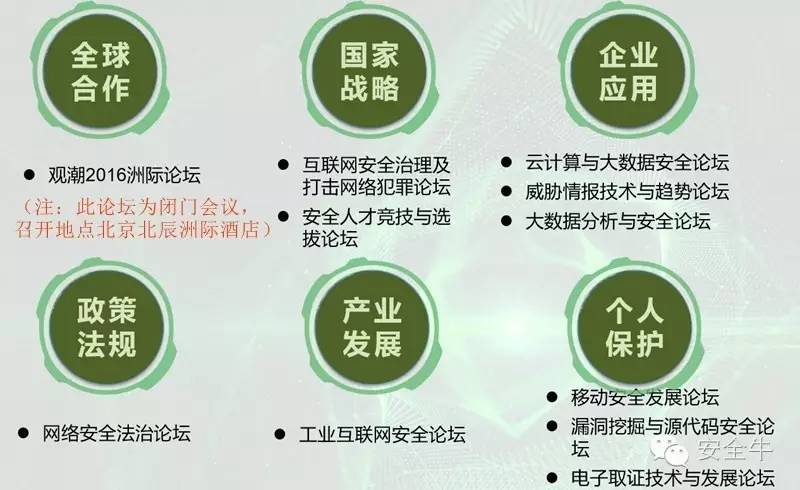 全球
合作
国家
战略
企业
应用
● 观潮2016洲际论坛
（注：此论坛为闭门会议，
召开地点北京北辰洲际酒店）
● 互联网安全治理及
打击网络犯罪论坛
● 安全人才竞技与选
拔论坛
● 云计算与大数据安全论坛
● 威胁情报技术与趋势论坛
● 大数据分析与安全论坛
政策
法规
产业
发展
个人
保护
● 网络安全法治论坛
● 工业互联网安全论坛
● 移动安全发展论坛
● 漏洞挖掘与源代码安全论
坛
● 电子取证技术与发展论坛
安全牛